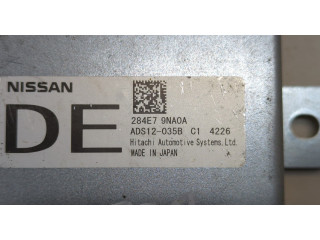 NISSAN
DE
284E7 9NA0A
ADS12-035B C1 4226
Hitachi Automotive Systems, Ltd.
MADE IN JAPAN